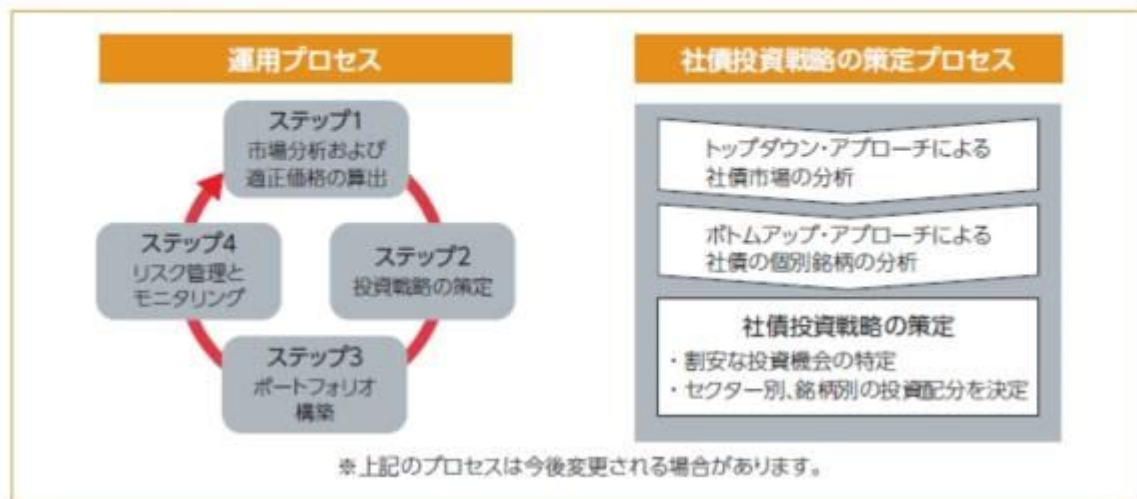 運用プロセス
ステップ1
市場分析および
適正価格の算出
ステップ2
投資戦略の策定
ステップ3
ポートフォリオ
構築
ステップ4
リスク管理と
モニタリング
社債投資戦略の策定プロセス
トップダウン・アプローチによる
社債市場の分析
ボトムアップ・アプローチによる
社債の個別銘柄の分析
社債投資戦略の策定
・割安な投資機会の特定
・セクター別、銘柄別の投資配分を決定
※上記のプロセスは今後変更される場合があります。